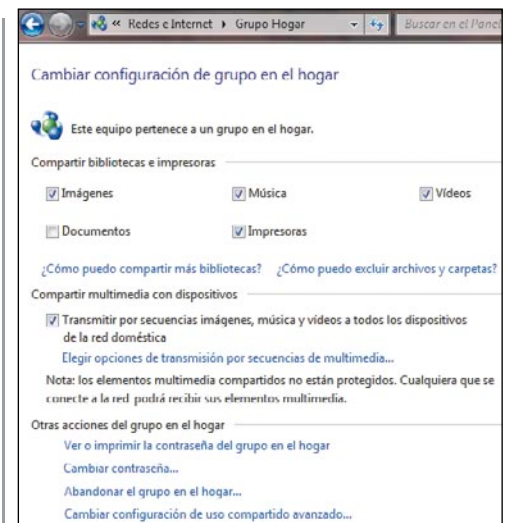 « Redes e Internet ▸ Grupo Hogar Buscar en el Pane
Cambiar configuración de grupo en el hogar
Este equipo pertenece a un grupo en el hogar.
Compartir bibliotecas e impresoras
Imágenes Música Vídeos
Documentos Impresoras
¿Cómo puedo compartir más bibliotecas? ¿Cómo puedo excluir archivos y carpetas?
Compartir multimedia con dispositivos
Transmitir por secuencias imágenes, música y vídeos a todos los dispositivos
de la red doméstica
Elegir opciones de transmisión por secuencias de multimedia...
Nota: los elementos multimedia compartidos no están protegidos. Cualquiera que se
conecte a la red podrá recibir sus elementos multimedia.
Otras acciones del grupo en el hogar
Ver o imprimir la contraseña del grupo en el hogar
Cambiar contraseña...
Abandonar el grupo en el hogar...
Cambiar configuración de uso compartido avanzado...